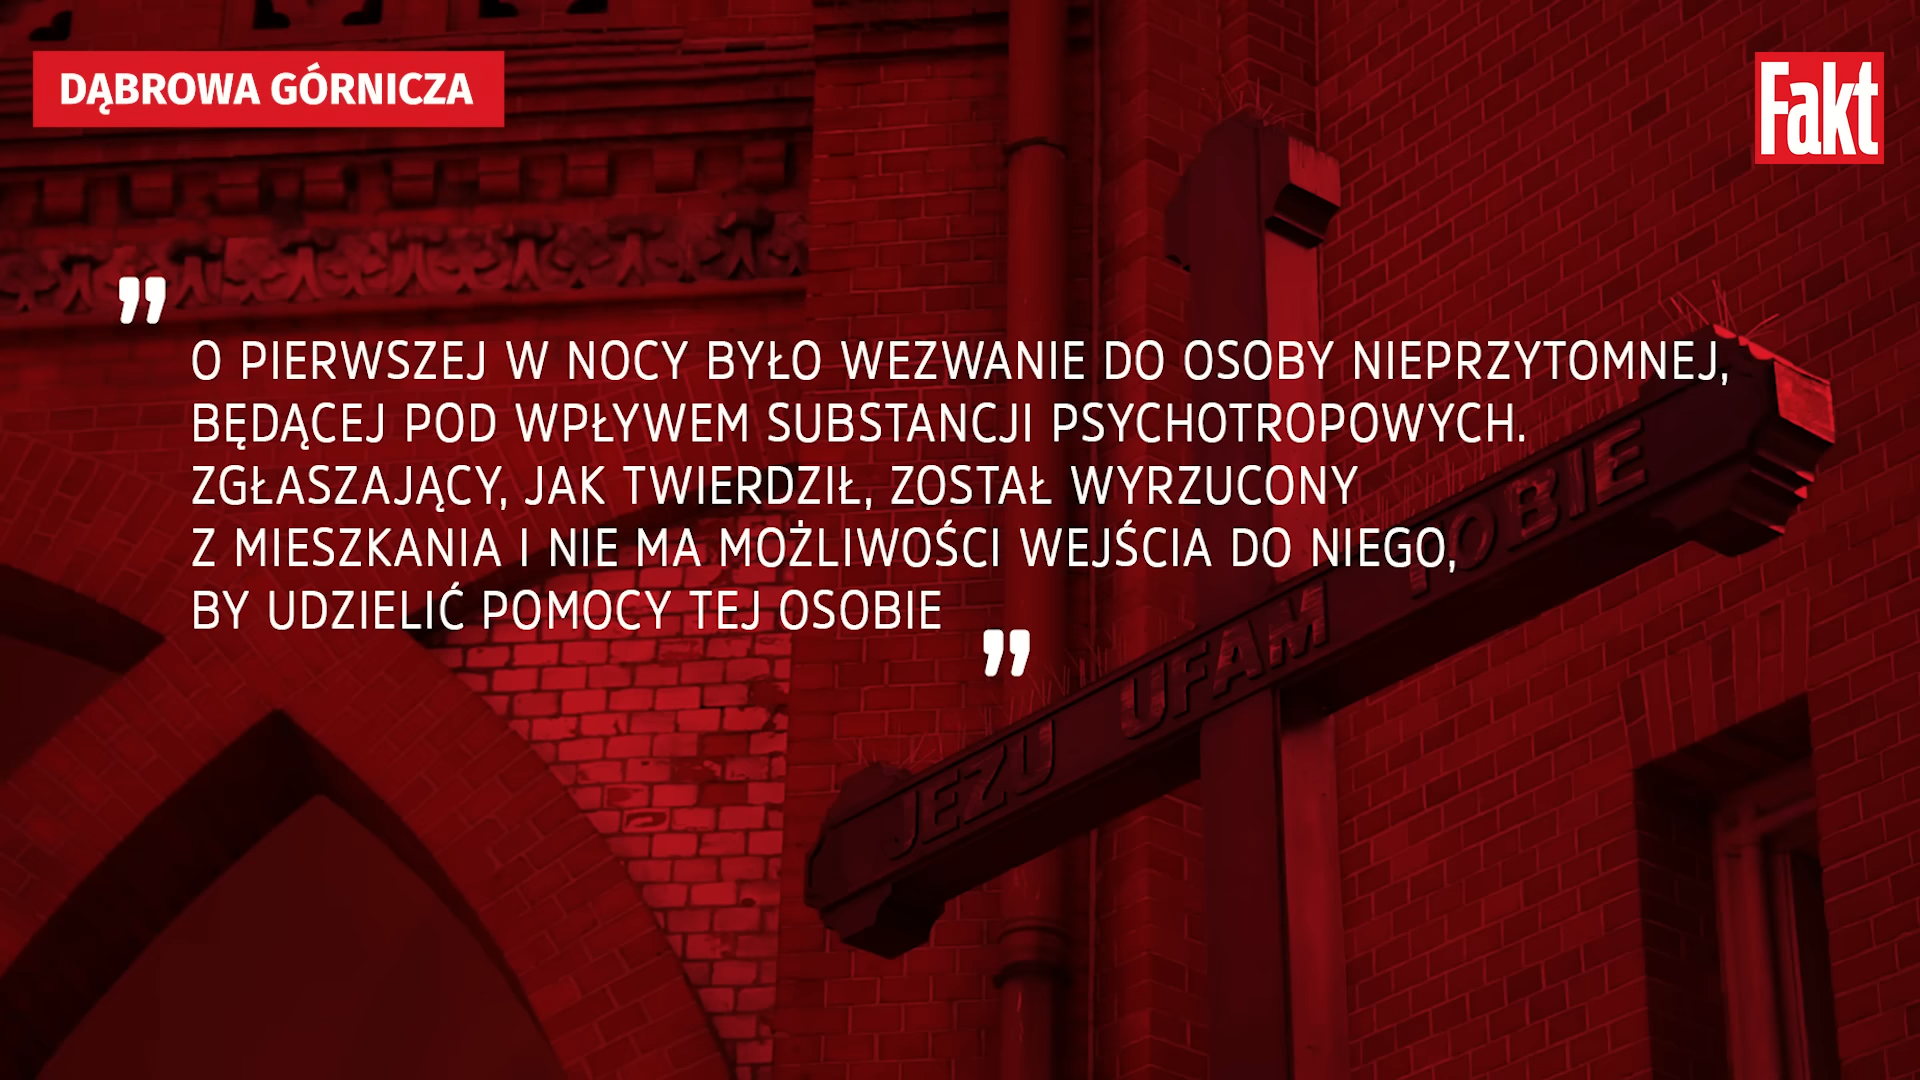 DĄBROWA GÓRNICZA
Fakt
”
O PIERWSZEJ W NOCY BYŁO WEZWANIE DO OSOBY NIEPRZYTOMNEJ,
BĘDĄCEJ POD WPŁYWEM SUBSTANCJI PSYCHOTROPOWYCH.
ZGŁASZAJĄCY, JAK TWIERDZIŁ, ZOSTAŁ WYRZUCONY
Z MIESZKANIA I NIE MA MOŻLIWOŚCI WEJŚCIA DO NIEGO,
BY UDZIELIĆ POMOCY TEJ OSOBIE
”
JEZU UFAM TOBIE